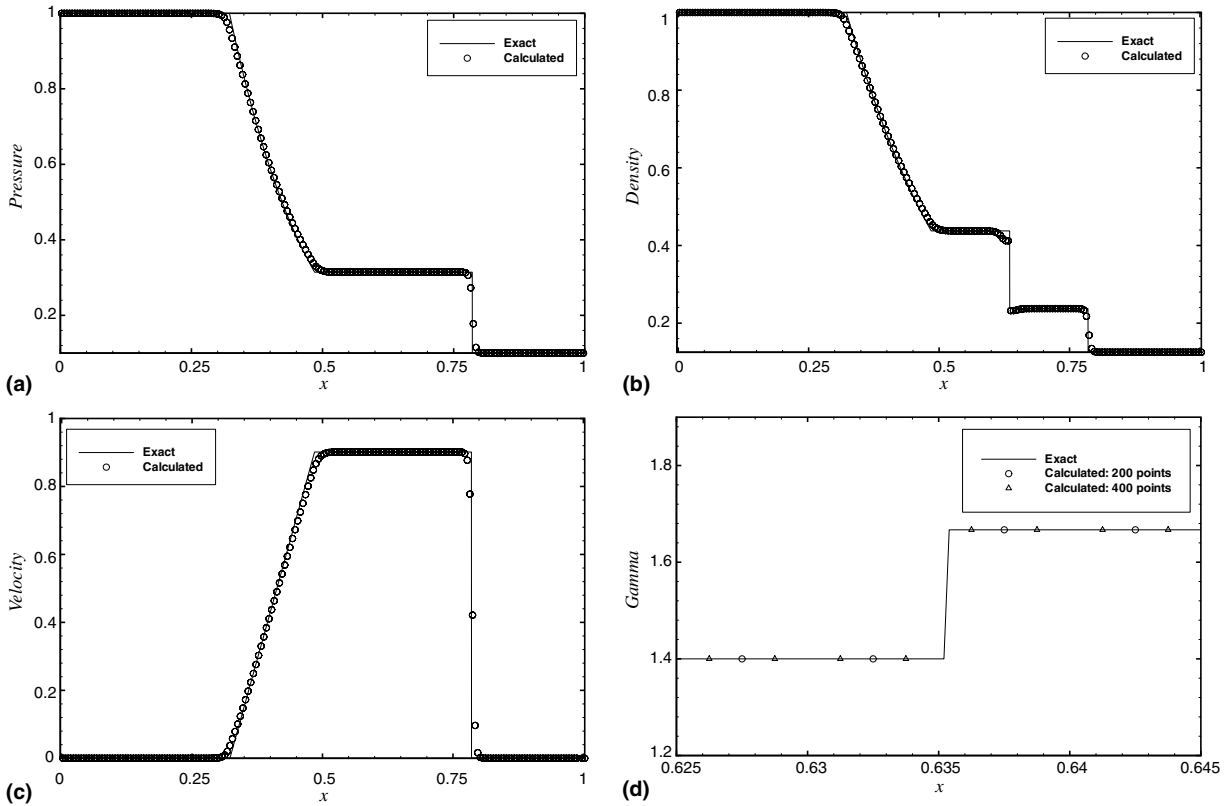 1
0.8
0.6
0.4
0.2
Pressure
Exact
Calculated
0
0.25
0.5
0.75
1
x
(a)
1
0.8
0.6
0.4
0.2
Density
Exact
Calculated
0
0.25
0.5
0.75
1
x
(b)
1
0.8
0.6
0.4
0.2
0
Velocity
Exact
Calculated
0
0.25
0.5
0.75
1
x
(c)
1.8
1.6
1.4
1.2
Gamma
Exact
Calculated: 200 points
Calculated: 400 points
0.625
0.63
0.635
0.64
0.645
x
(d)